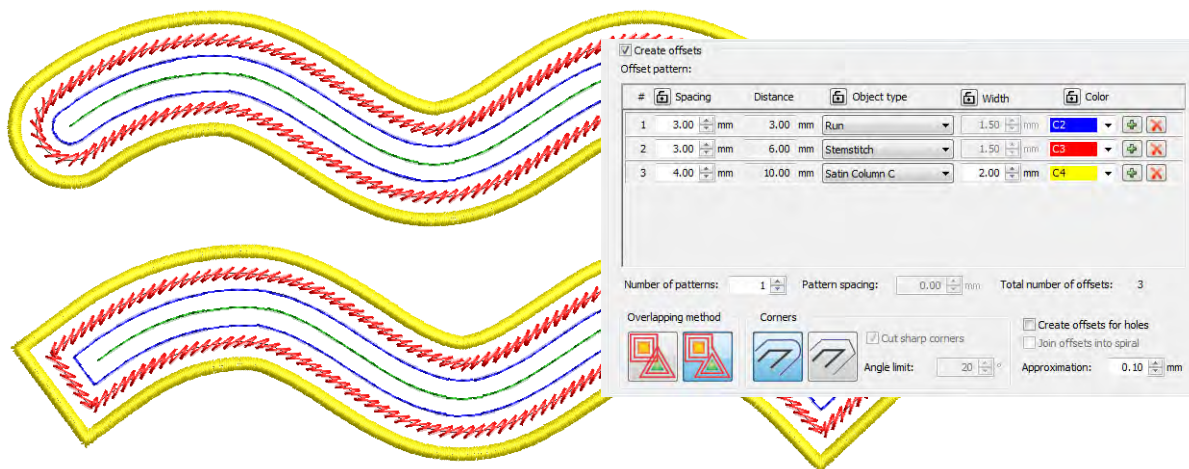 Create offsets
Offset pattern:
# Spacing Distance Object type Width Color
1 3.00 mm 3.00 mm Run 1.50 mm C2
2 3.00 mm 6.00 mm Stemstitch 1.50 mm C3
3 4.00 mm 10.00 mm Satin Column C 2.00 mm C4
Number of patterns: 1 Pattern spacing: 0.00 mm Total number of offsets: 3
Overlapping method Corners
Cut sharp corners
Angle limit: 20 °
Create offsets for holes
Join offsets into spiral
Approximation: 0.10 mm